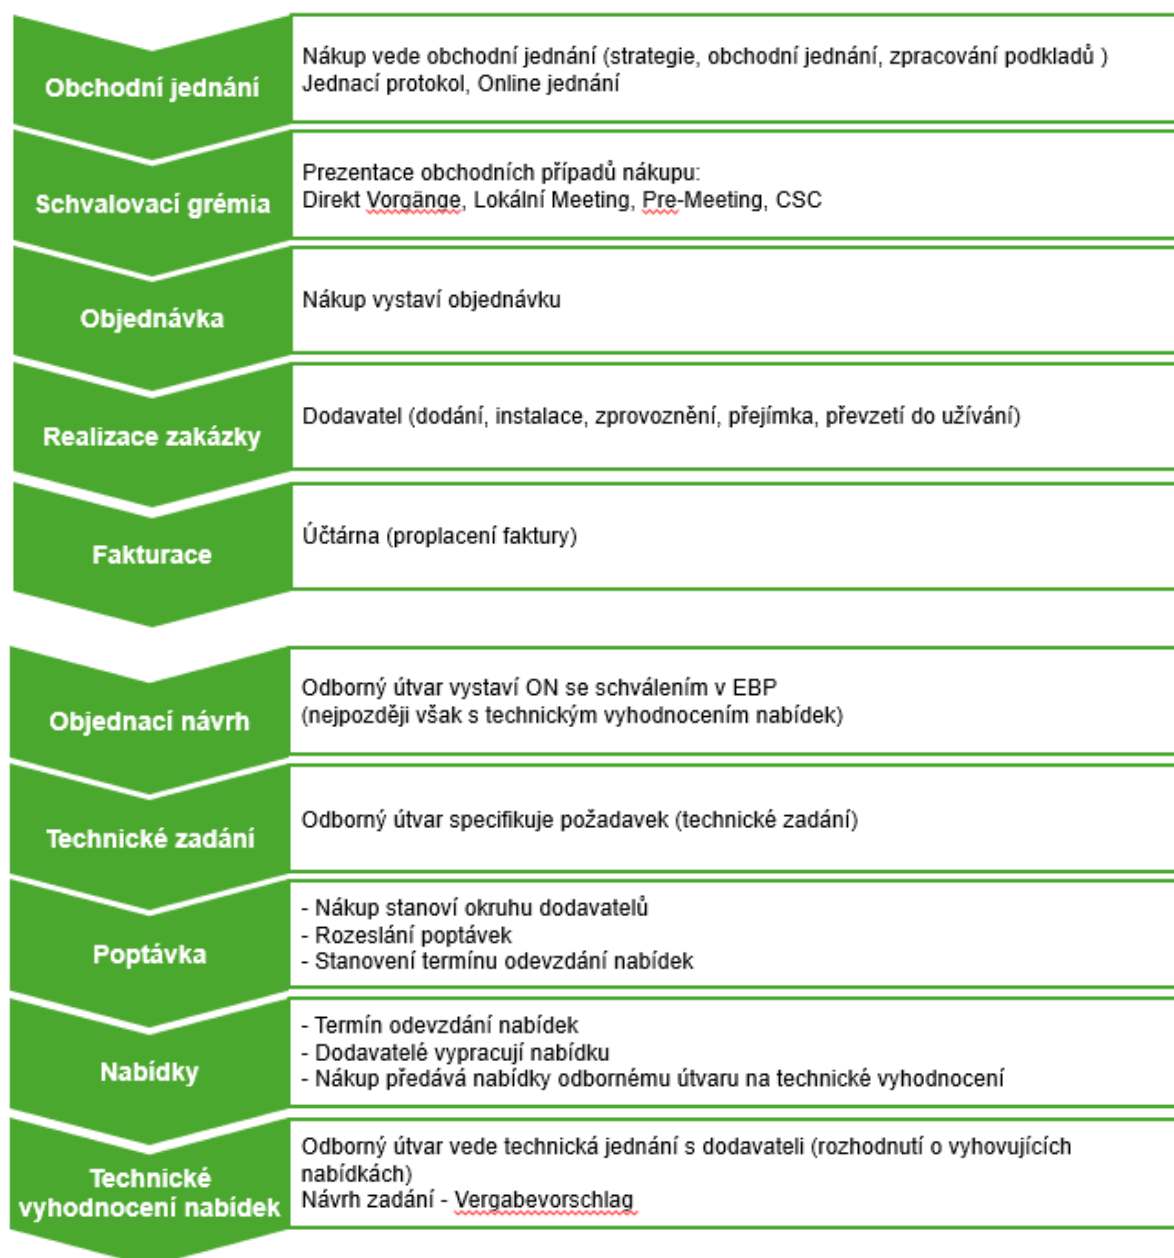 Obchodní jednání
Nákup vede obchodní jednání (strategie, obchodní jednání, zpracování podkladů )
Jednací protokol, Online jednání
Schvalovací grémia
Prezentace obchodních případů nákupu:
Direkt Vorgänge, Lokální Meeting, Pre-Meeting, CSC
Objednávka
Nákup vystaví objednávku
Realizace zakázky
Dodavatel (dodání, instalace, zprovoznění, přejímka, převzetí do užívání)
Fakturace
Účtárna (proplacení faktury)
Objednací návrh
Odborný útvar vystaví ON se schválením v EBP
(nejpozději však s technickým vyhodnocením nabídek)
Technické zadání
Odborný útvar specifikuje požadavek (technické zadání)
Poptávka
- Nákup stanoví okruhu dodavatelů
- Rozeslání poptávek
- Stanovení termínu odevzdání nabídek
Nabídky
- Termín odevzdání nabídek
- Dodavatelé vypracují nabídku
- Nákup předává nabídky odbornému útvaru na technické vyhodnocení
Technické
vyhodnocení nabídek
Odborný útvar vede technická jednání s dodavateli (rozhodnutí o vyhovujících
nabídkách)
Návrh zadání - Vergabevorschlag